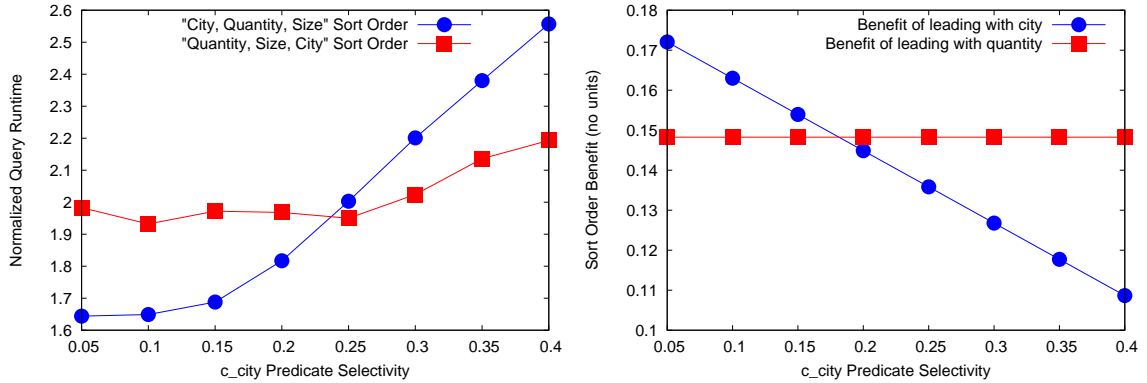 "City, Quantity, Size" Sort Order
"Quantity, Size, City" Sort Order
Normalized Query Runtime
2.6
2.5
2.4
2.3
2.2
2.1
2
1.9
1.8
1.7
1.6
0.05 0.1 0.15 0.2 0.25 0.3 0.35 0.4
c_city Predicate Selectivity
Benefit of leading with city
Benefit of leading with quantity
Sort Order Benefit (no units)
0.18
0.17
0.16
0.15
0.14
0.13
0.12
0.11
0.1
0.05 0.1 0.15 0.2 0.25 0.3 0.35 0.4
c_city Predicate Selectivity